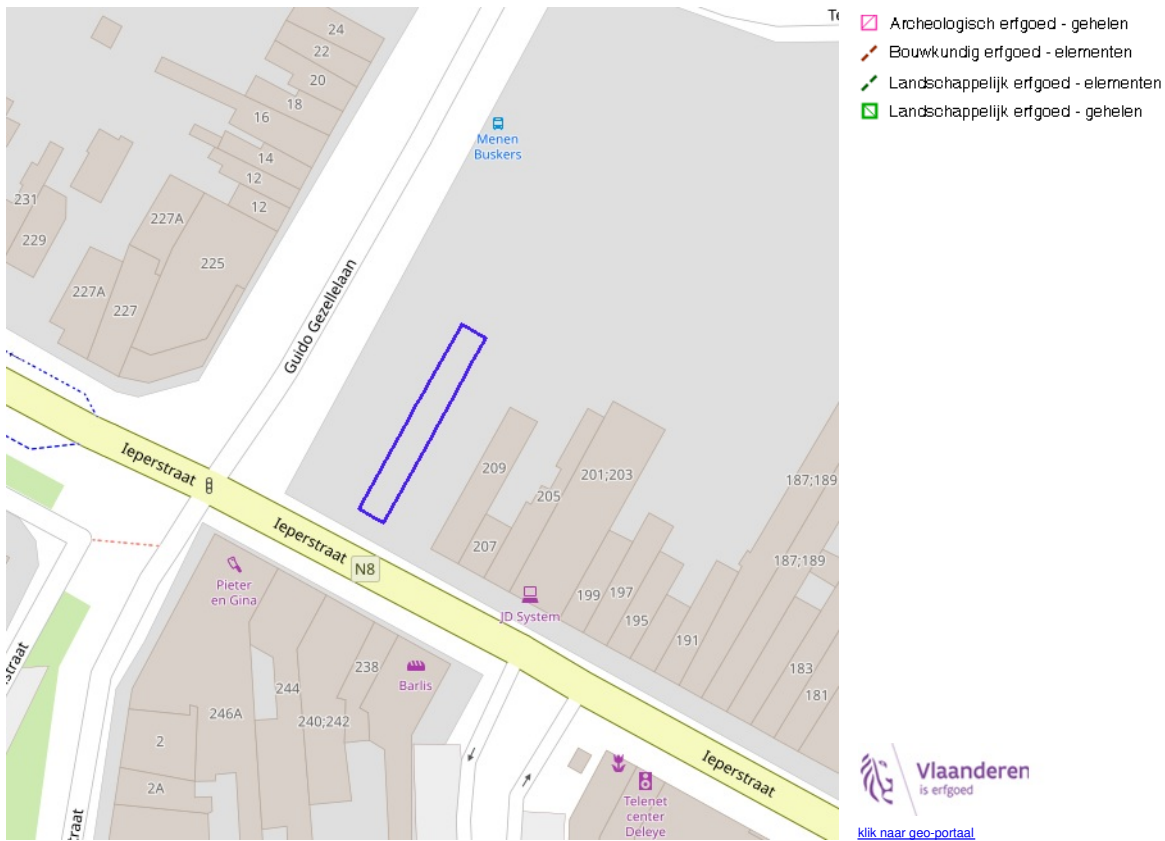 24
22
20
18
16
14
12
12
Te
Menen
Buskers
231
229
227A
225
227A
227
Guido Gezellelaan
Ieperstraat
Ieperstraat
N8
209
205
201;203
207
187;189
187;189
JD System
199
197
195
191
183
181
Pieter
en Gina
238
Barlis
244
246A
240;242
2
2A
straat
traat
Ieperstraat
Telenet
center
Deleye
Archeologisch erfgoed - gehelen
Bouwkundig erfgoed - elementen
Landschappelijk erfgoed - elementen
Landschappelijk erfgoed - gehelen
Vlaanderen
is erfgoed
klik naar geo-portaal